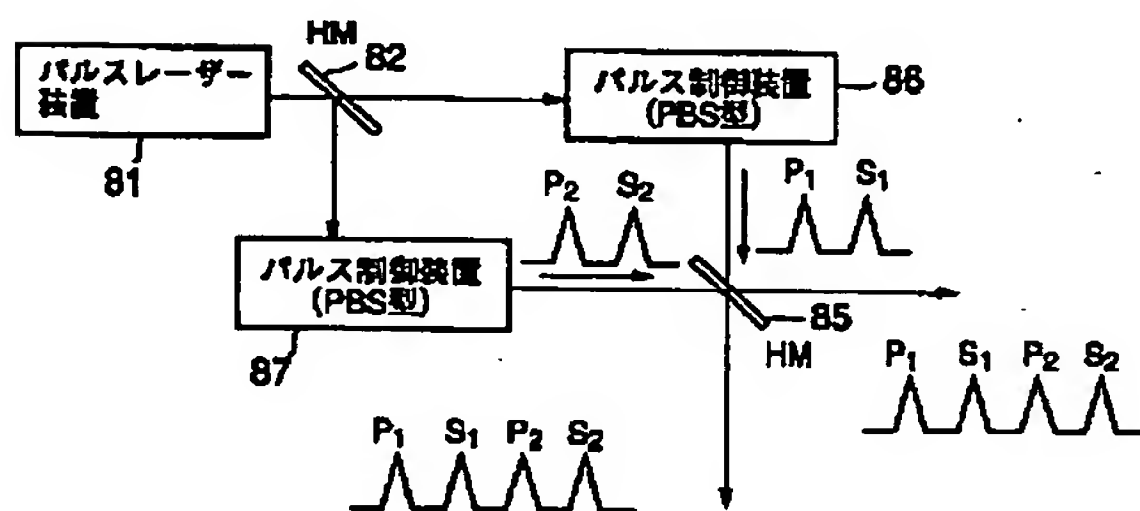 HM
82
パルスレーザー
装置
81
パルス制御装置
(PBS型)
86
P₂ S₂
P₁ S₁
パルス制御装置
(PBS型)
87
85
HM
P₁ S₁ P₂ S₂
P₁ S₁ P₂ S₂